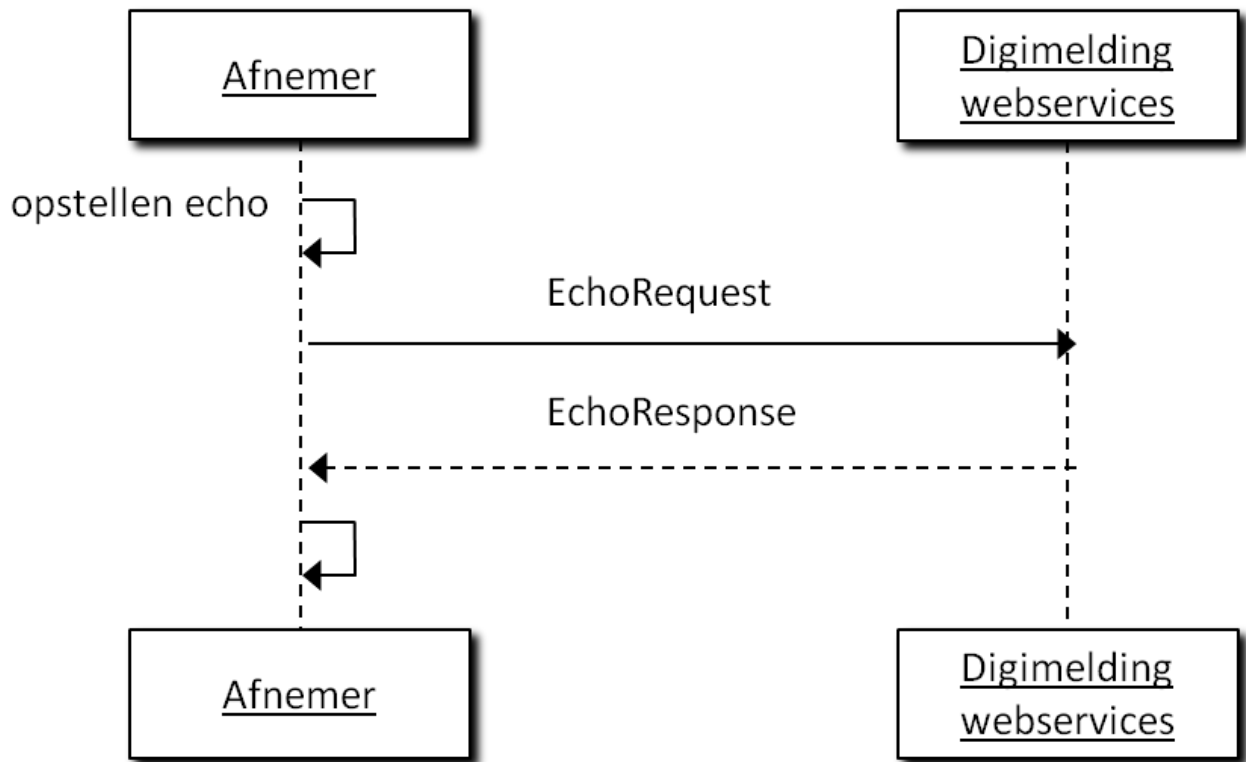 Afnemer
Digimelding
webservices
opstellen echo
EchoRequest
EchoResponse
Afnemer
Digimelding
webservices